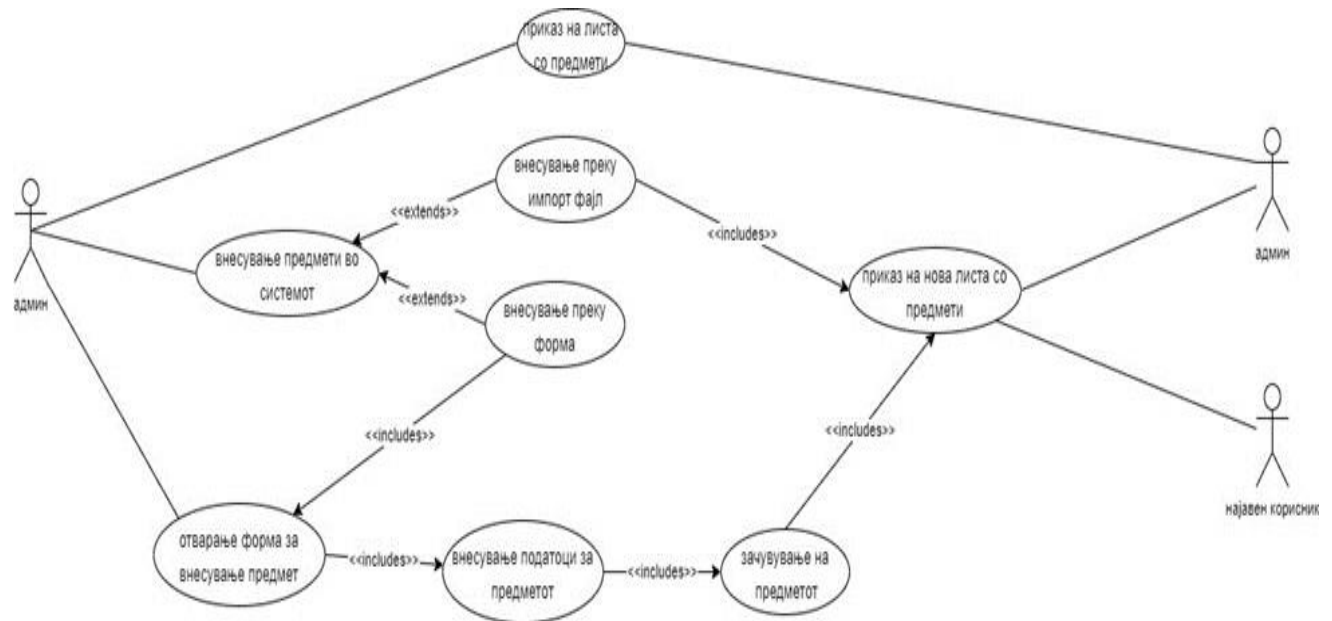 приказ на листа
со предмети
внесување преку
импорт фајл
<<extends>>
<<includes>>
админ
внесување предмети во
системот
приказ на нова листа со
предмети
админ
<<extends>>
внесување преку
форма
<<includes>>
<<includes>>
најавен корисник
отварање форма за
внесување предмет
<<includes>>
внесување податоци за
предметот
<<includes>>
зачувување на
предметот